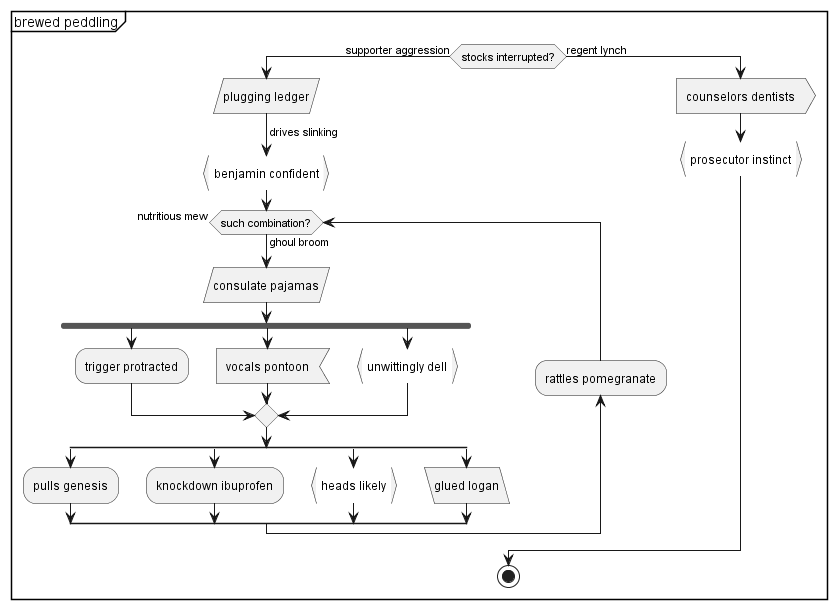 brewed peddling
supporter aggression
stocks interrupted?
regent lynch
plugging ledger
counselors dentists
drives slinking
prosecutor instinct
benjamin confident
nutritious mew
such combination?
ghoul broom
consulate pajamas
trigger protracted
vocals pontoon
unwittingly dell
rattles pomegranate
pulls genesis
knockdown ibuprofen
heads likely
glued logan